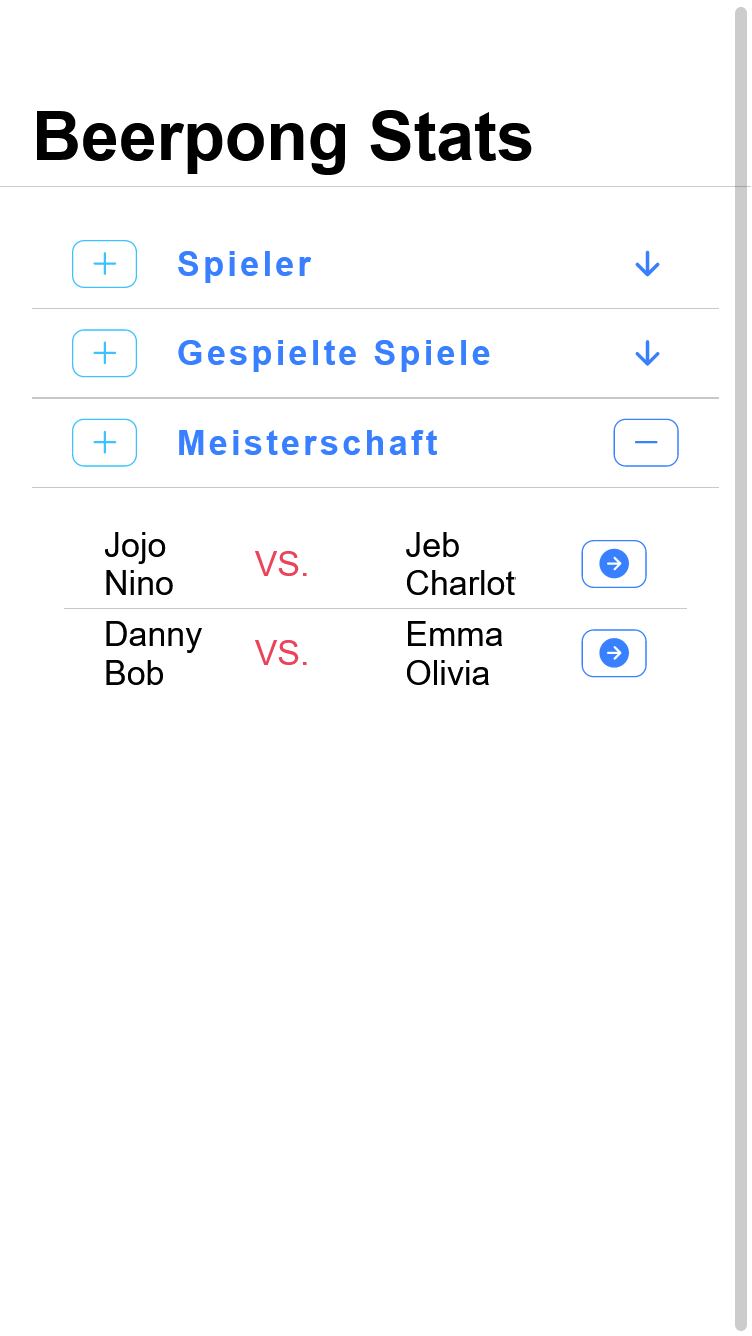 Beerpong Stats
Spieler
Gespielte Spiele
Meisterschaft
Jojo
Nino
VS.
Jeb
Charlot
Danny
Bob
VS.
Emma
Olivia